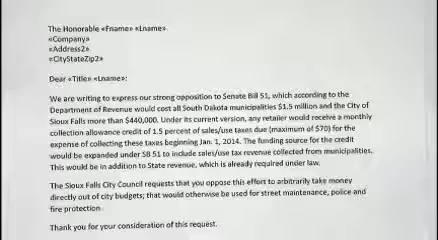 The Honorable «Fname» «Lname»
«Company»
«Address2»
«CityStateZip2»
Dear «Title» «Lname»:
We are writing to express our strong opposition to Senate Bill 51, which according to the
Department of Revenue would cost all South Dakota municipalities $1.5 million and the City of
Sioux Falls more than $440,000. Under its current version, any retailer would receive a monthly
collection allowance credit of 1.5 percent of sales/use taxes due (maximum of $70) for the
expense of collecting these taxes beginning Jan. 1, 2014. The funding source for the credit
would be expanded under SB 51 to include sales/use tax revenue collected from municipalities.
This would be in addition to State revenue, which is already required under law.
The Sioux Falls City Council requests that you oppose this effort to arbitrarily take money
directly out of city budgets; that would otherwise be used for street maintenance, police and
fire protection.
Thank you for your consideration of this request.